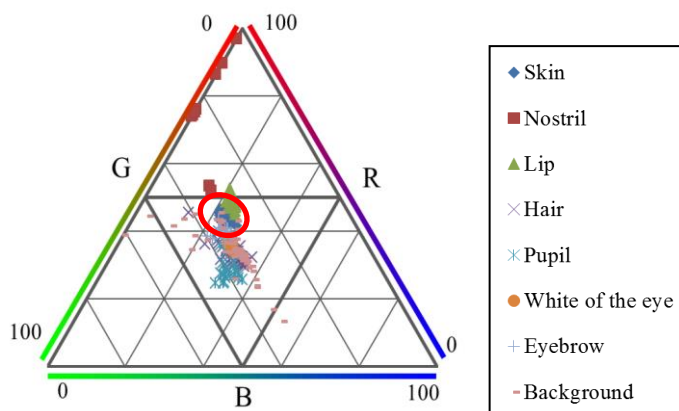 0 100
Skin
Nostril
Lip
G R
Hair
Pupil
White of the eye
100 0
Eyebrow
0 B 100
Background